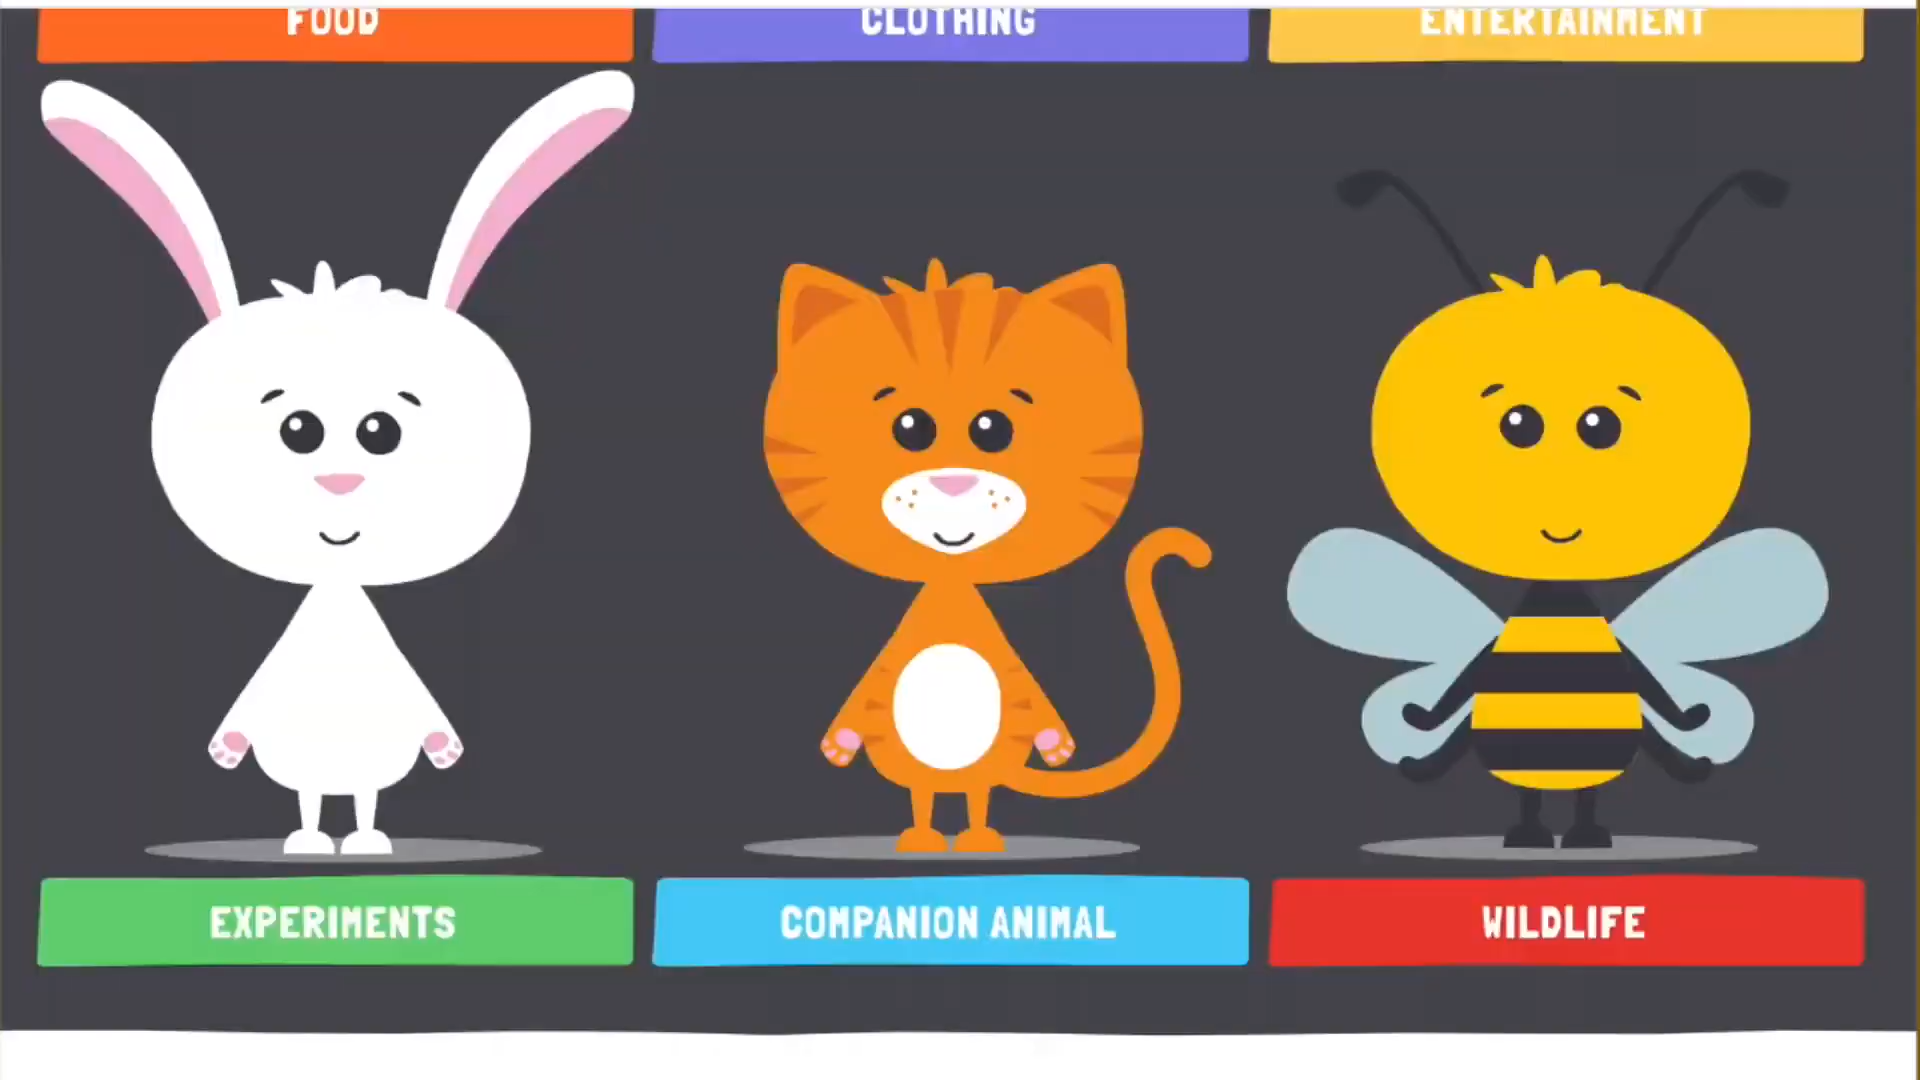 FOOD
CLOTHING
ENTERTAINMENT
EXPERIMENTS
COMPANION ANIMAL
WILDLIFE